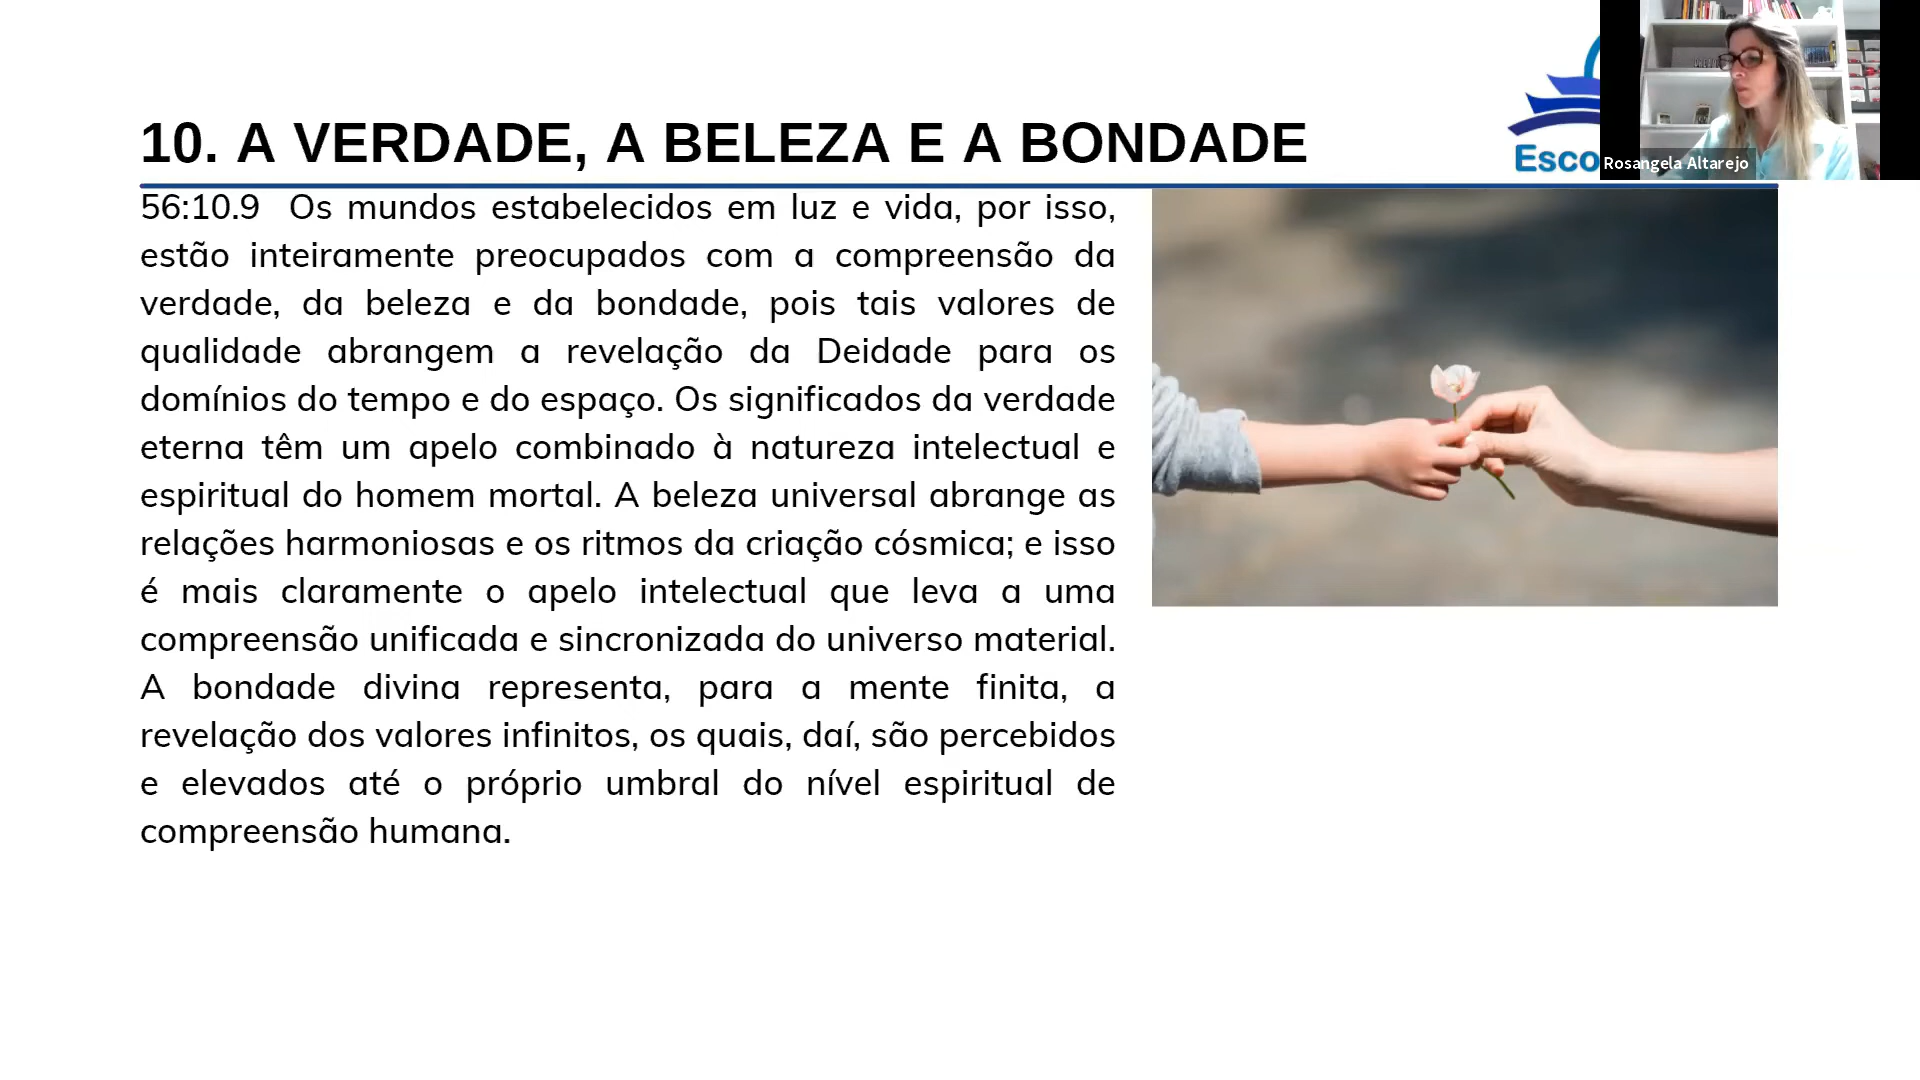 10. A VERDADE, A BELEZA E A BONDADE
Esco
Rosangela Altarejo
56:10.9 Os mundos estabelecidos em luz e vida, por isso,
estão inteiramente preocupados com a compreensão da
verdade, da beleza e da bondade, pois tais valores de
qualidade abrangem a revelação da Deidade para os
domínios do tempo e do espaço. Os significados da verdade
eterna têm um apelo combinado à natureza intelectual e
espiritual do homem mortal. A beleza universal abrange as
relações harmoniosas e os ritmos da criação cósmica; e isso
é mais claramente o apelo intelectual que leva a uma
compreensão unificada e sincronizada do universo material.
A bondade divina representa, para a mente finita, a
revelação dos valores infinitos, os quais, daí, são percebidos
e elevados até o próprio umbral do nível espiritual de
compreensão humana.